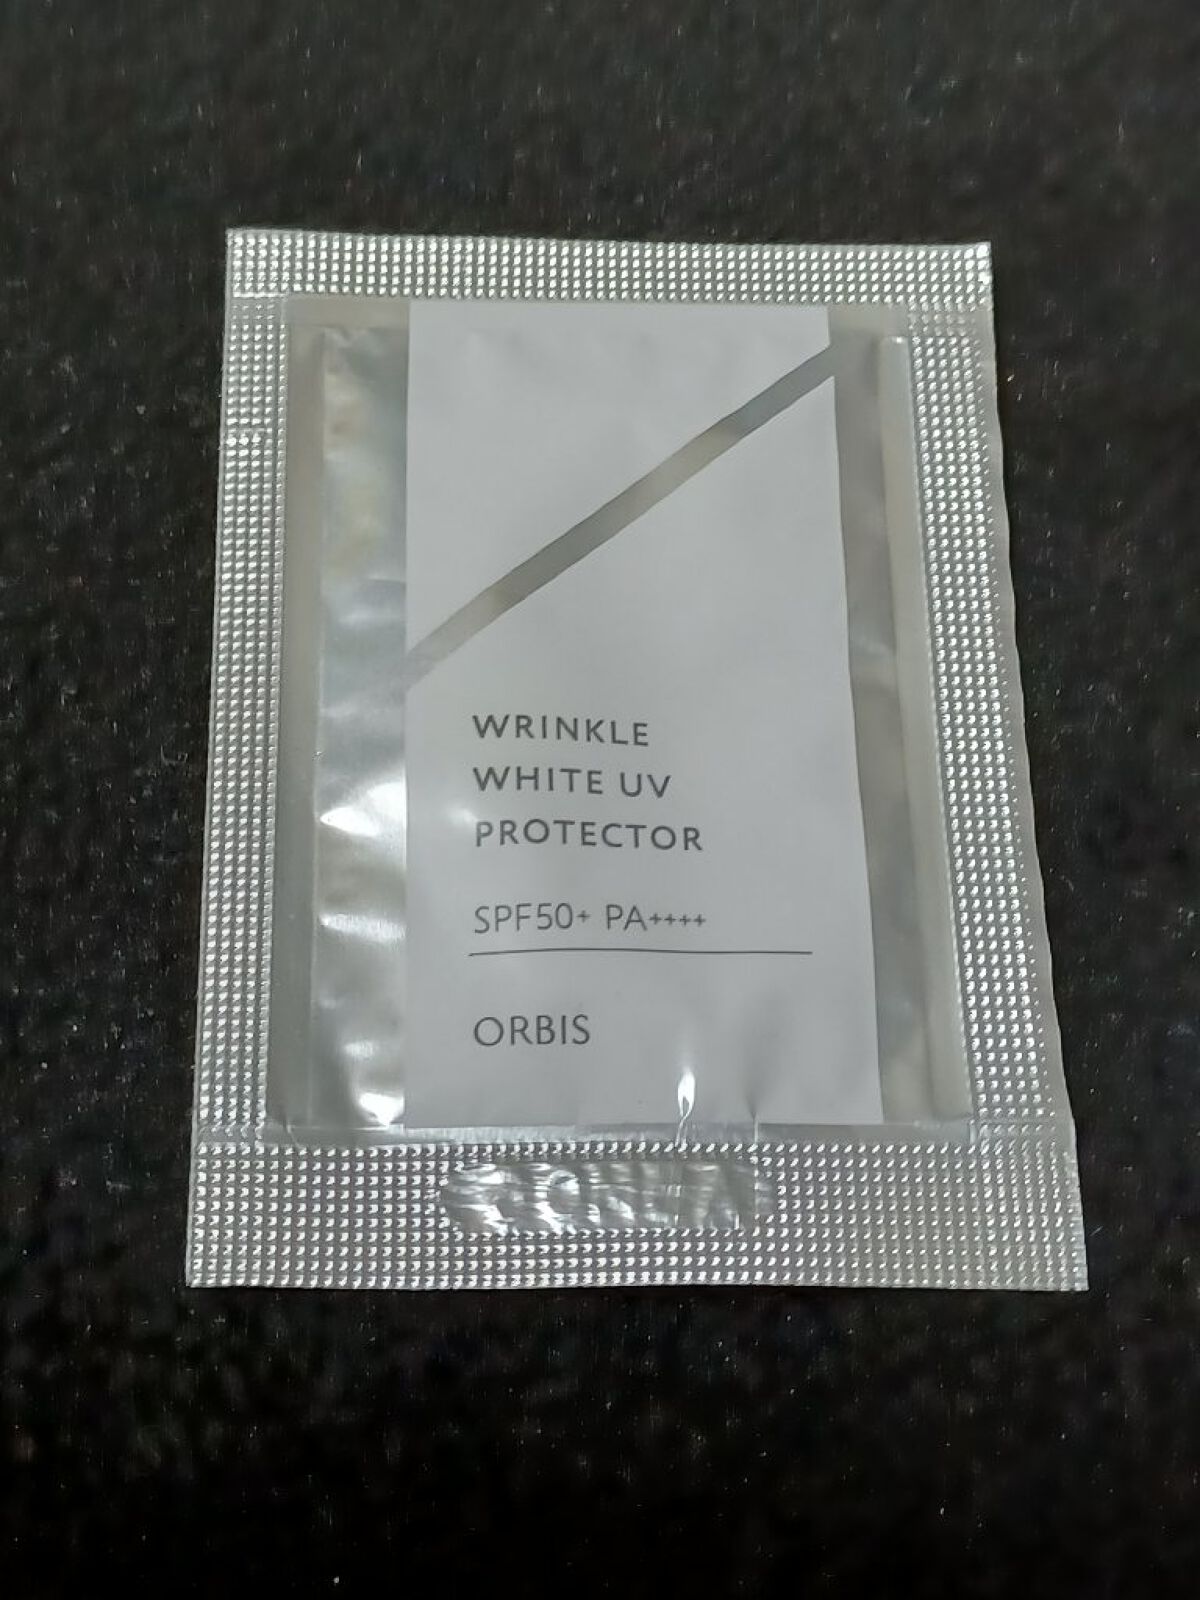 WRINKLE
WHITE UV
PROTECTOR
SPF50+ PA++++
ORBIS